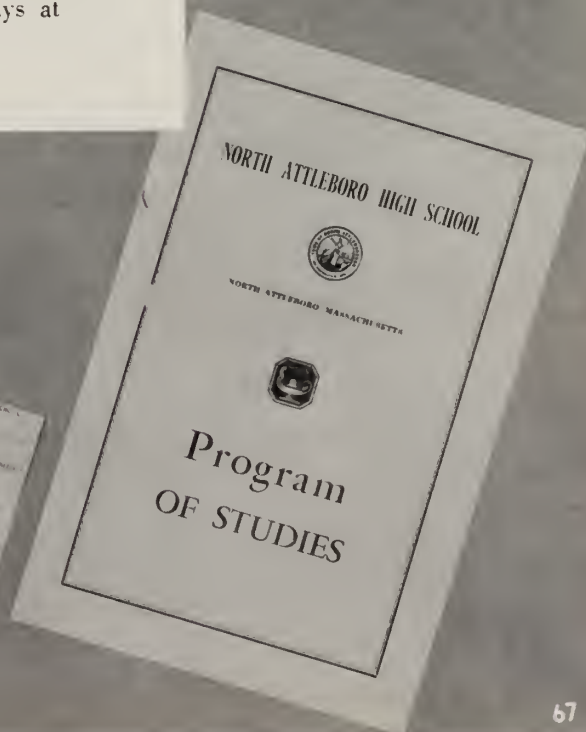 ys at
NORTH ATTLEBORO HIGH SCHOOL
NORTH ATTLEBORO MASSACHUSETTS
Program
OF STUDIES
67